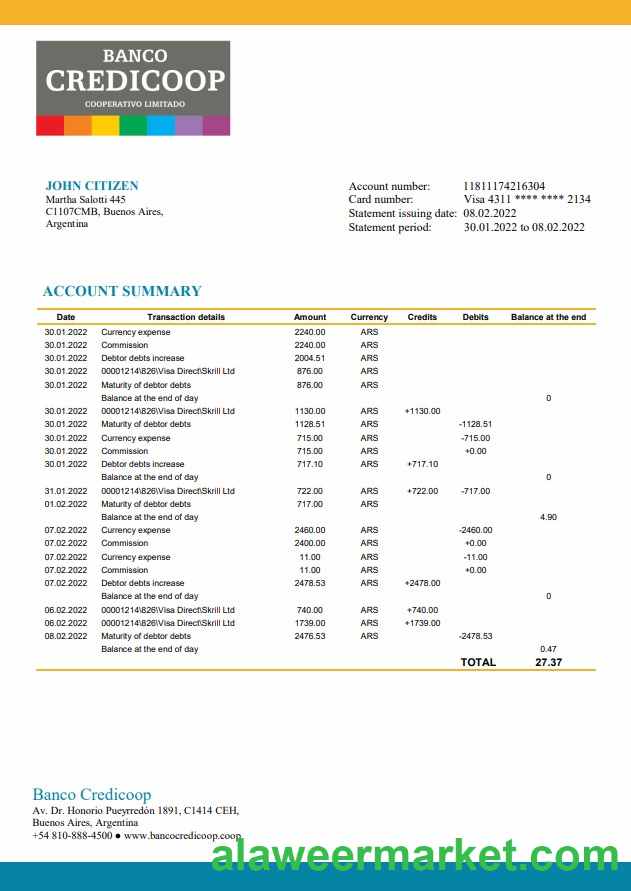 BANCO
CREDICOOP
COOPERATIVO LIMITADO
JOHN CITIZEN
Martha Salotti 445
C1107CMB, Buenos Aires,
Argentina
Account number: 11811174216304
Card number: Visa 4311 **** **** 2134
Statement issuing date: 08.02.2022
Statement period: 30.01.2022 to 08.02.2022
ACCOUNT SUMMARY
Date Transaction details Amount Currency Credits Debits Balance at the end
30.01.2022 Currency expense 2240.00 ARS
30.01.2022 Commission 2240.00 ARS
30.01.2022 Debtor debts increase 2004.51 ARS
30.01.2022 00001214\826\Visa Direct\Skrill Ltd 876.00 ARS
30.01.2022 Maturity of debtor debts 876.00 ARS
Balance at the end of day 0
30.01.2022 00001214\826\Visa Direct\Skrill Ltd 1130.00 ARS +1130.00
30.01.2022 Maturity of debtor debts 1128.51 ARS -1128.51
30.01.2022 Currency expense 715.00 ARS -715.00
30.01.2022 Commission 715.00 ARS +0.00
30.01.2022 Debtor debts increase 717.10 ARS +717.10
Balance at the end of day 0
31.01.2022 00001214\826\Visa Direct\Skrill Ltd 722.00 ARS +722.00 -717.00
01.02.2022 Maturity of debtor debts 717.00 ARS
Balance at the end of day 4.90
07.02.2022 Currency expense 2460.00 ARS -2460.00
07.02.2022 Commission 2400.00 ARS +0.00
07.02.2022 Currency expense 11.00 ARS -11.00
07.02.2022 Commission 11.00 ARS +0.00
07.02.2022 Debtor debts increase 2478.53 ARS +2478.00
Balance at the end of day 0
06.02.2022 00001214\826\Visa Direct\Skrill Ltd 740.00 ARS +740.00
06.02.2022 00001214\826\Visa Direct\Skrill Ltd 1739.00 ARS +1739.00
08.02.2022 Maturity of debtor debts 2476.53 ARS -2478.53
Balance at the end of day 0.47
TOTAL 27.37
Banco Credicoop
Av. Dr. Honorio Pueyrredón 1891, C1414 CEH,
Buenos Aires, Argentina
+54 810-888-4500 ● www.bancocredicoop.coop
alaweermarket.com